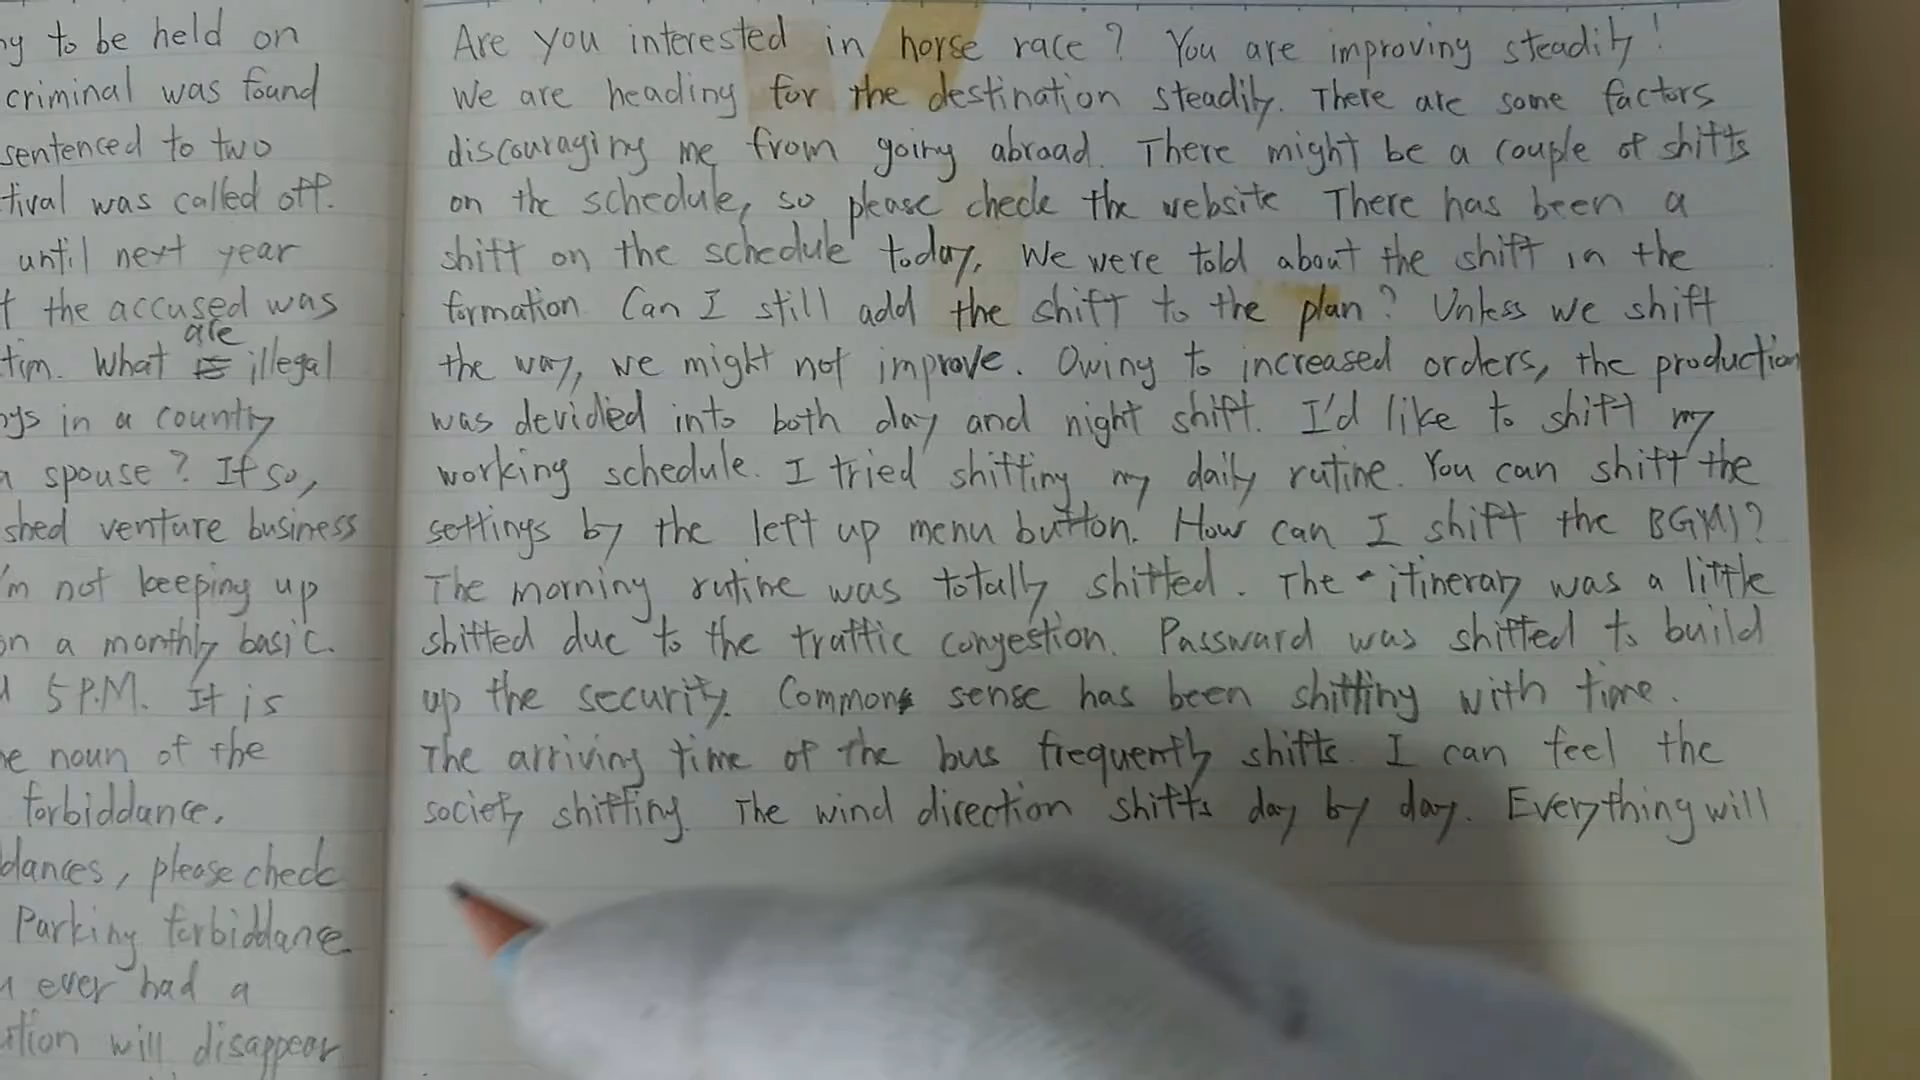 to be held on
criminal was found
sentenced to two
tival was called off.
until next year
the accused was
are
tim. What is illegal
in a country
spouse? If so,
shed venture business
'm not keeping up
on a monthly basic.
5 P.M. It is
noun of the
forbiddance.
dances, please check
Parking forbiddance
ever had a
ution will disappear
Are you interested in horse race? You are improving steadily!
We are heading for the destination steadily. There are some factors
discouraging me from going abroad. There might be a couple of shifts
on the schedule, so please check the website There has been a
shift on the schedule today. We were told about the shift in the
formation. Can I still add the shift to the plan? Unless we shift
the way, we might not improve. Owing to increased orders, the production
was devided into both day and night shift. I'd like to shift my
working schedule. I tried shifting my daily rutine. You can shift the
settings by the left up menu button. How can I shift the BGM?
The morning rutine was totally shifted. The itinerary was a little
shifted due to the traffic congestion. Passward was shifted to build
up the security. Common sense has been shifting with time.
The arriving time of the bus frequently shifts. I can feel the
society shifting. The wind direction shifts day by day. Everything will